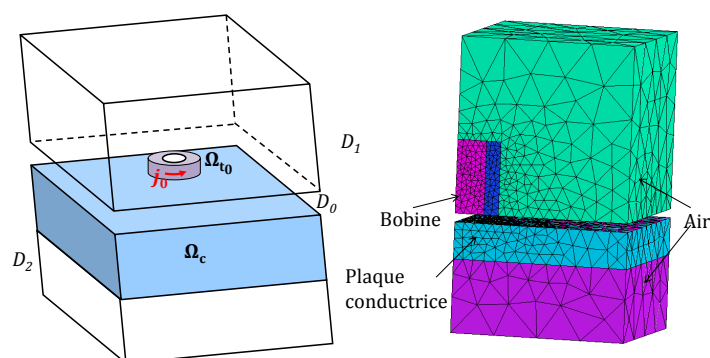 D1
Ωt0
j0
D0
D2
Ωc
Bobine
Air
Plaque
conductrice